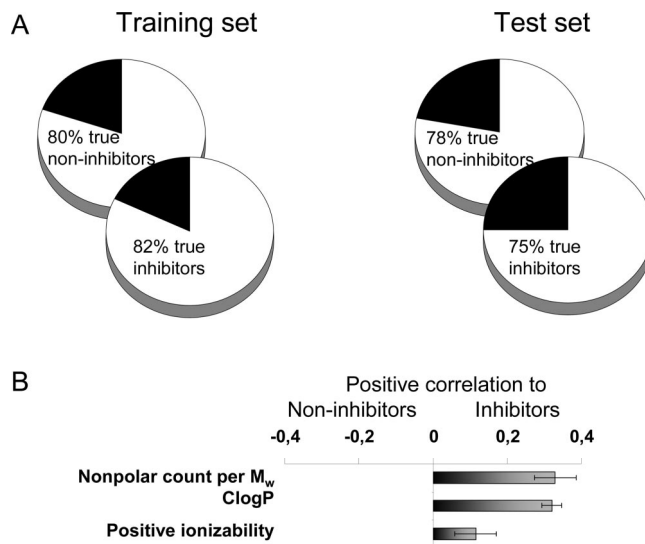 A
Training set
Test set
80% true
non-inhibitors
82% true
inhibitors
78% true
non-inhibitors
75% true
inhibitors
B
Positive correlation to
Non-inhibitors Inhibitors
-0,4 -0,2 0 0,2 0,4
Nonpolar count per Mw
ClogP
Positive ionizability